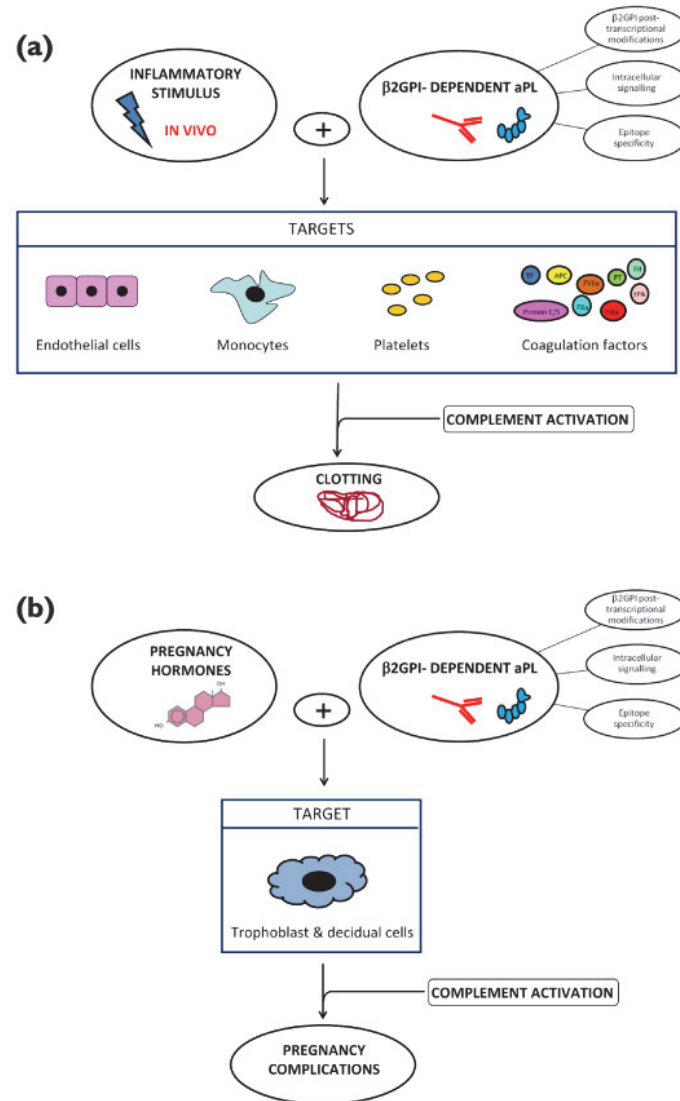 (a)
INFLAMMATORY
STIMULUS
IN VIVO
+
β2GPI- DEPENDENT aPL
β2GPI post-
transcriptional
modifications
Intracellular
signalling
Epitope
specificity
TARGETS
Endothelial cells
Monocytes
Platelets
TF
APC
FVIIa
PT
FII
tPA
Protein C/S
FXa
Coagulation factors
COMPLEMENT ACTIVATION
CLOTTING
(b)
PREGNANCY
HORMONES
OH
HO
+
β2GPI- DEPENDENT aPL
β2GPI post-
transcriptional
modifications
Intracellular
signalling
Epitope
specificity
TARGET
Trophoblast & decidual cells
COMPLEMENT ACTIVATION
PREGNANCY
COMPLICATIONS